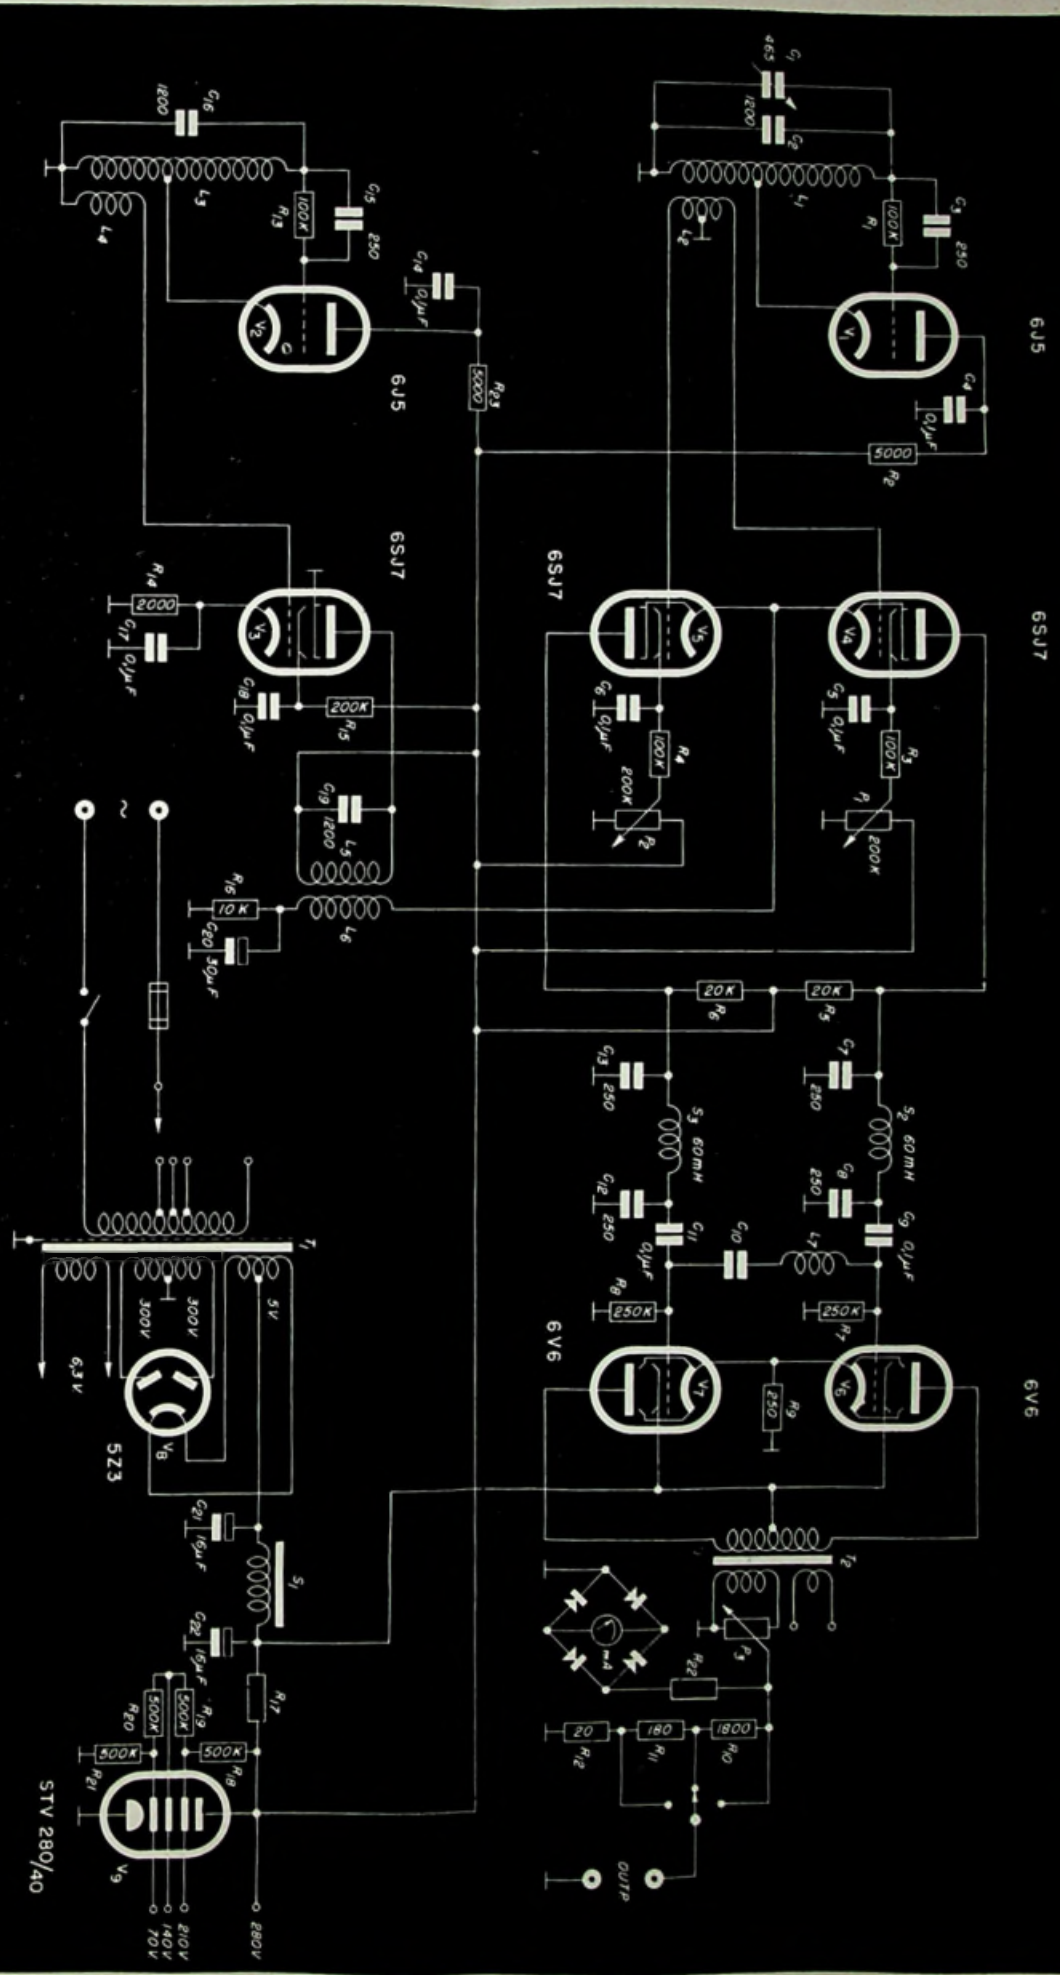 6J5
6SJ7
6V6
C1
465
C2
1200
L1
L2
C3
250
R1
100K
V1
C4
0,1µF
R2
5000
V4
C5
0,1µF
R3
100K
P1
200K
6SJ7
V5
C6
0,1µF
R4
100K
P2
200K
R5
20K
R6
20K
C7
250
S2 60mH
C8
250
C9
0,1µF
C13
250
S3 60mH
C12
250
C11
0,1µF
C10
L7
R7
250K
R8
250K
6V6
V6
V7
R9
250
T2
P3
mA
R22
R10
1800
R11
180
R12
20
OUTP
C16
1200
L3
L4
C15
250
R13
100K
V2
6J5
C14
0,1µF
R23
5000
6SJ7
V3
R14
2000
C17
0,1µF
C18
0,1µF
R15
200K
C19
1200
L5
L6
R16
10K
C20
30µF
~
T1
5V
300V
300V
6,3V
V8
5Z3
C21
16µF
S1
C22
16µF
R17
R18
500K
R19
500K
R20
500K
R21
500K
V9
STV 280/40
280V
210V
140V
70V